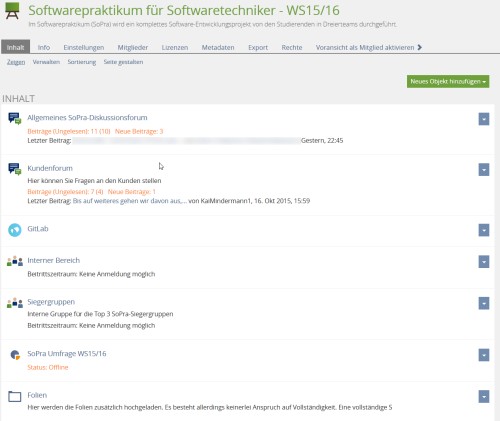 Softwarepraktikum für Softwaretechniker - WS15/16
Im Softwarepraktikum (SoPra) wird ein komplettes Software-Entwicklungsprojekt von den Studierenden in Dreierteams durchgeführt.
Inhalt Info Einstellungen Mitglieder Lizenzen Metadaten Export Rechte Voransicht als Mitglied aktivieren
Zeigen Verwalten Sortierung Seite gestalten
Neues Objekt hinzufügen
INHALT
Allgemeines SoPra-Diskussionsforum
Beiträge (Ungelesen): 11 (10) Neue Beiträge: 3
Letzter Beitrag: Gestern, 22:45
Kundenforum
Hier können Sie Fragen an den Kunden stellen
Beiträge (Ungelesen): 7 (4) Neue Beiträge: 1
Letzter Beitrag: Bis auf weiteres gehen wir davon aus,... von KaiMindermann1, 16. Okt 2015, 15:59
GitLab
Interner Bereich
Beitrittszeitraum: Keine Anmeldung möglich
Siegergruppen
Interne Gruppe für die Top 3 SoPra-Siegergruppen
Beitrittszeitraum: Keine Anmeldung möglich
SoPra Umfrage WS15/16
Status: Offline
Folien
Hier werden die Folien zusätzlich hochgeladen. Es besteht allerdings keinerlei Anspruch auf Vollständigkeit. Eine vollständige S